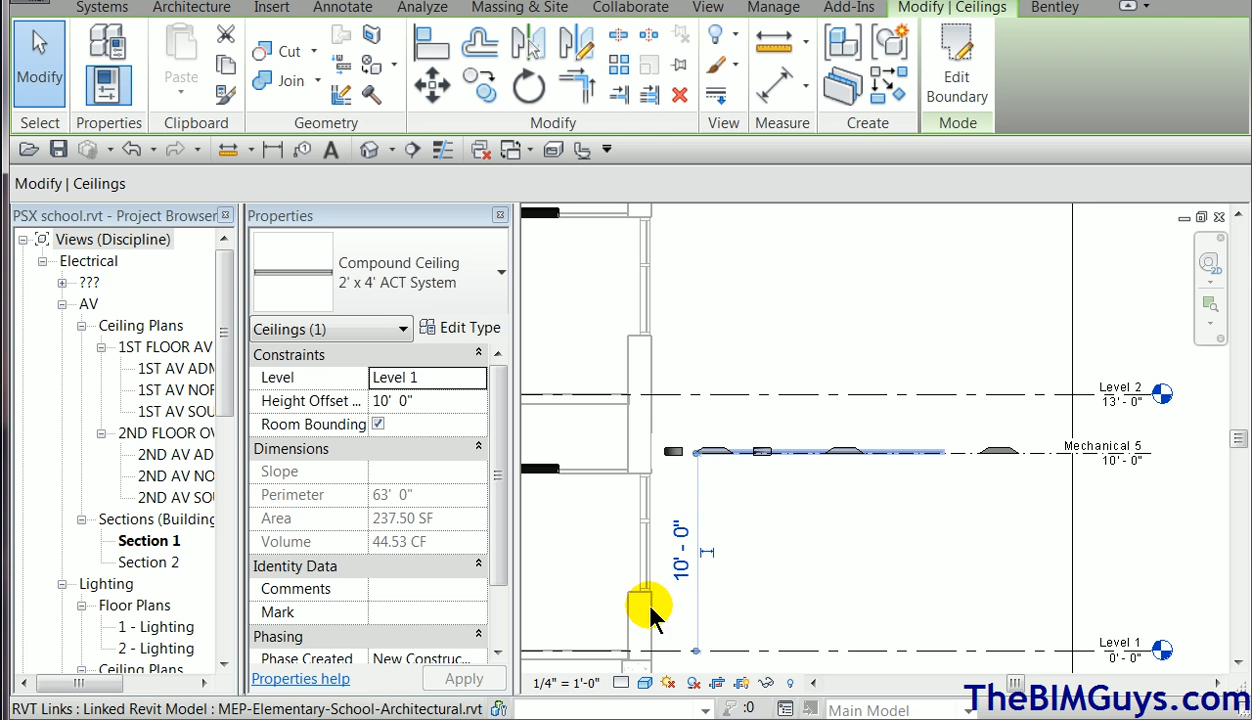 Systems Architecture Insert Annotate Analyze Massing & Site Collaborate View Manage Add-Ins Modify | Ceilings Bentley
Modify
Paste
Cut
Join
Edit
Boundary
Select Properties Clipboard Geometry Modify View Measure Create Mode
Modify | Ceilings
PSX school.rvt - Project Browser
Views (Discipline)
Electrical
???
AV
Ceiling Plans
1ST FLOOR AV
1ST AV ADM
1ST AV NOR
1ST AV SOU
2ND FLOOR OV
2ND AV AD
2ND AV NO
2ND AV SO
Sections (Building
Section 1
Section 2
Lighting
Floor Plans
1 - Lighting
2 - Lighting
Ceiling Plans
Properties
Compound Ceiling
2' x 4' ACT System
Ceilings (1)
Edit Type
Constraints
Level Level 1
Height Offset ... 10' 0"
Room Bounding
Dimensions
Slope
Perimeter 63' 0"
Area 237.50 SF
Volume 44.53 CF
Identity Data
Comments
Mark
Phasing
Phase Created New Construc...
Properties help
Apply
2D
Level 2
13' - 0"
Mechanical 5
10' - 0"
10' - 0"
Level 1
0' - 0"
1/4" = 1'-0"
RVT Links : Linked Revit Model : MEP-Elementary-School-Architectural.rvt
:0
Main Model
TheBIMGuys.com